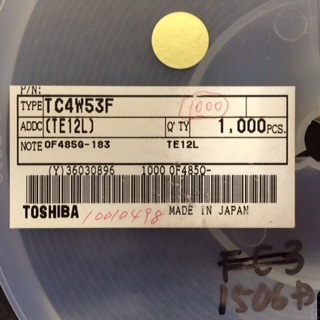 P/N:
TYPE TC4W53F 1000
ADDC (TE12L) Q'TY 1,000 PCS.
NOTE 0F485Q-183 TE12L
(Y)36030896 1000 0F485Q-
TOSHIBA 10010498 MADE IN JAPAN
FC3